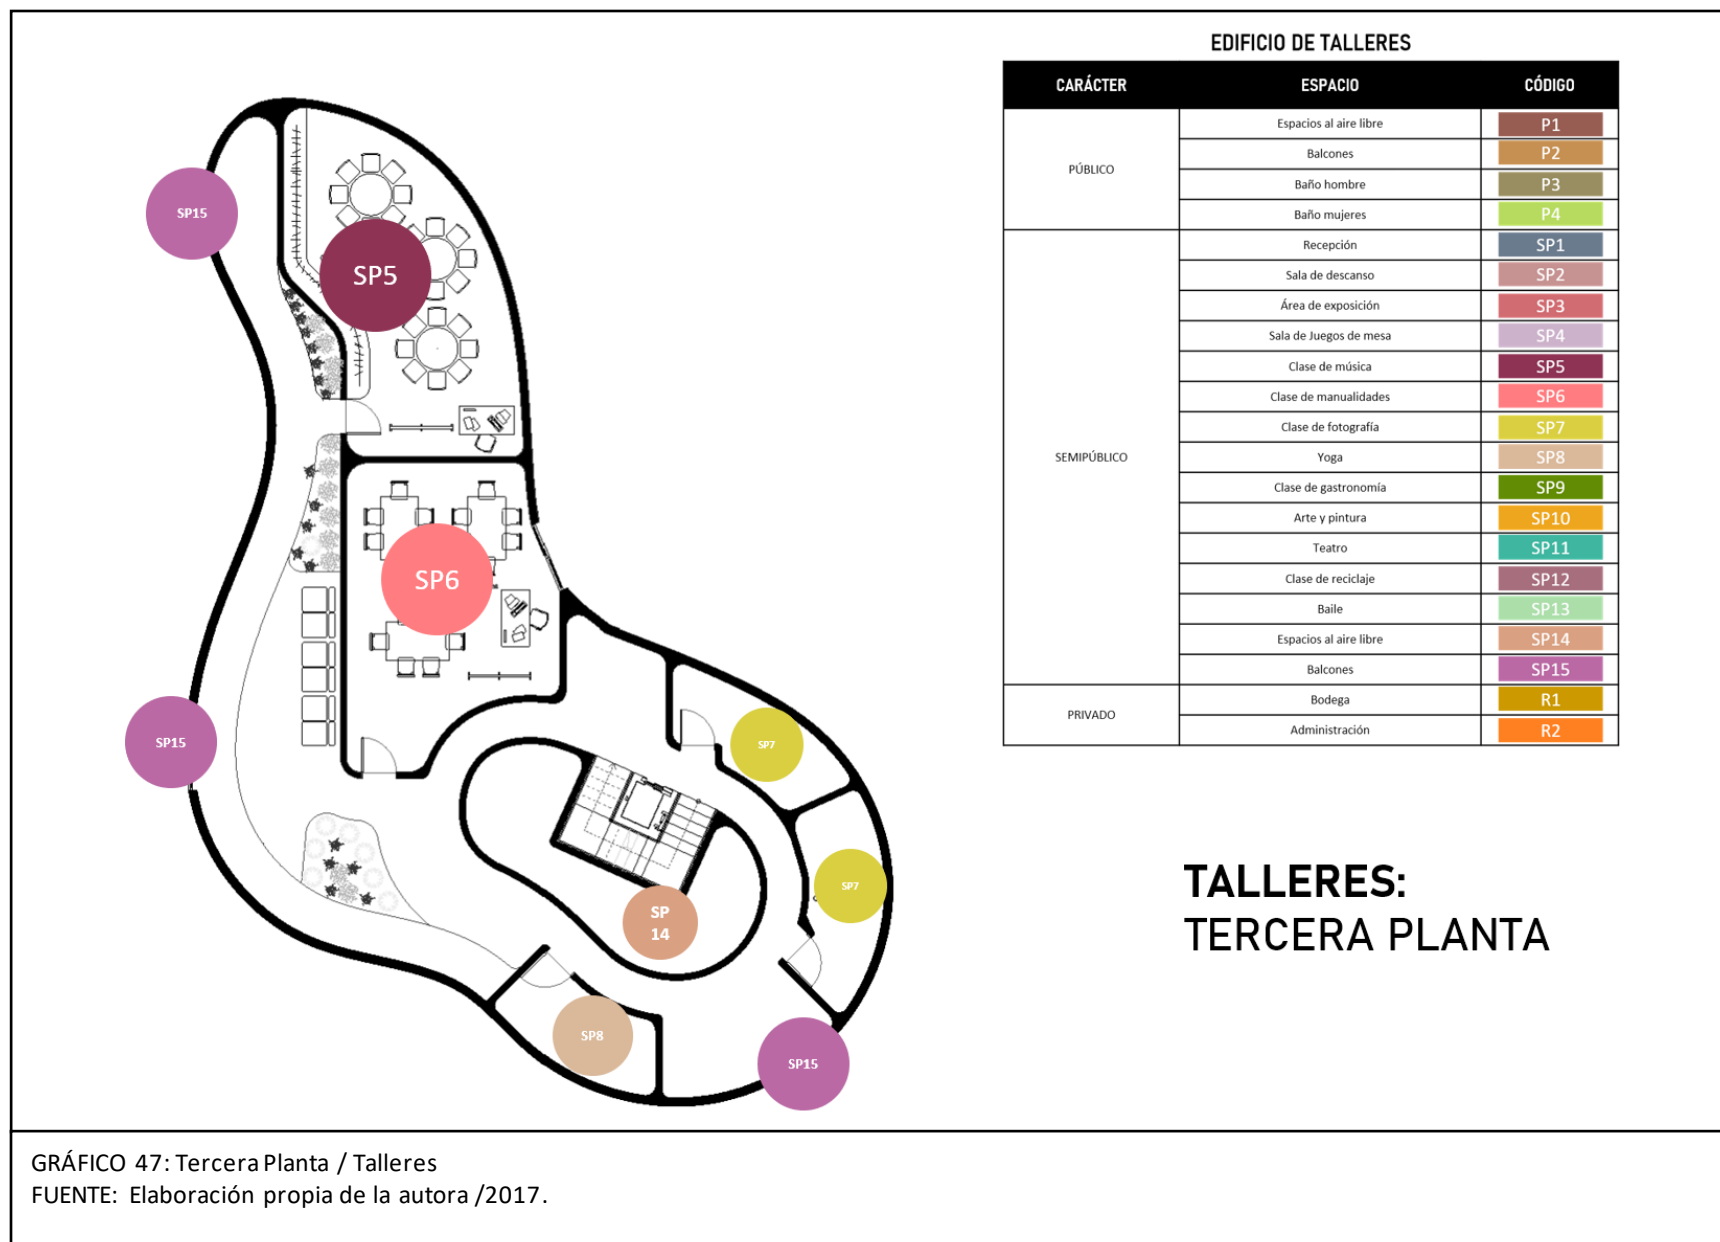 EDIFICIO DE TALLERES
CARÁCTER ESPACIO CÓDIGO
PÚBLICO
Espacios al aire libre P1
Balcones P2
Baño hombre P3
Baño mujeres P4
SEMIPÚBLICO
Recepción SP1
Sala de descanso SP2
Área de exposición SP3
Sala de Juegos de mesa SP4
Clase de música SP5
Clase de manualidades SP6
Clase de fotografía SP7
Yoga SP8
Clase de gastronomía SP9
Arte y pintura SP10
Teatro SP11
Clase de reciclaje SP12
Baile SP13
Espacios al aire libre SP14
Balcones SP15
PRIVADO
Bodega R1
Administración R2
SP15
SP5
SP6
SP15
SP7
SP7
SP
14
SP8
SP15
TALLERES:
TERCERA PLANTA
GRÁFICO 47: Tercera Planta / Talleres
FUENTE: Elaboración propia de la autora /2017.